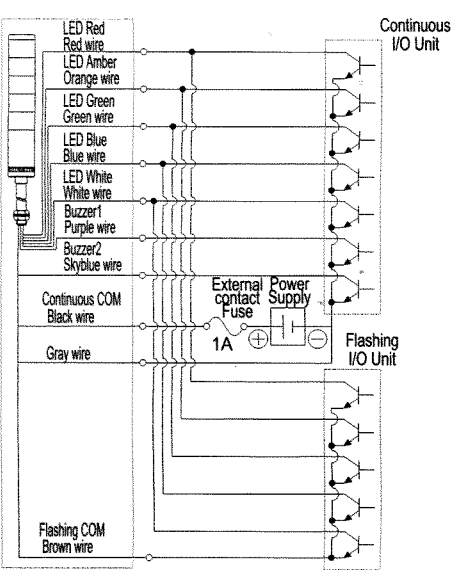 LED Red
Red wire
LED Amber
Orange wire
LED Green
Green wire
LED Blue
Blue wire
LED White
White wire
Buzzer1
Purple wire
Buzzer2
Skyblue wire
Continuous COM
Black wire
Gray wire
Flashing COM
Brown wire
External
contact
Fuse
1A
Power
Supply
+
−
Continuous
I/O Unit
Flashing
I/O Unit